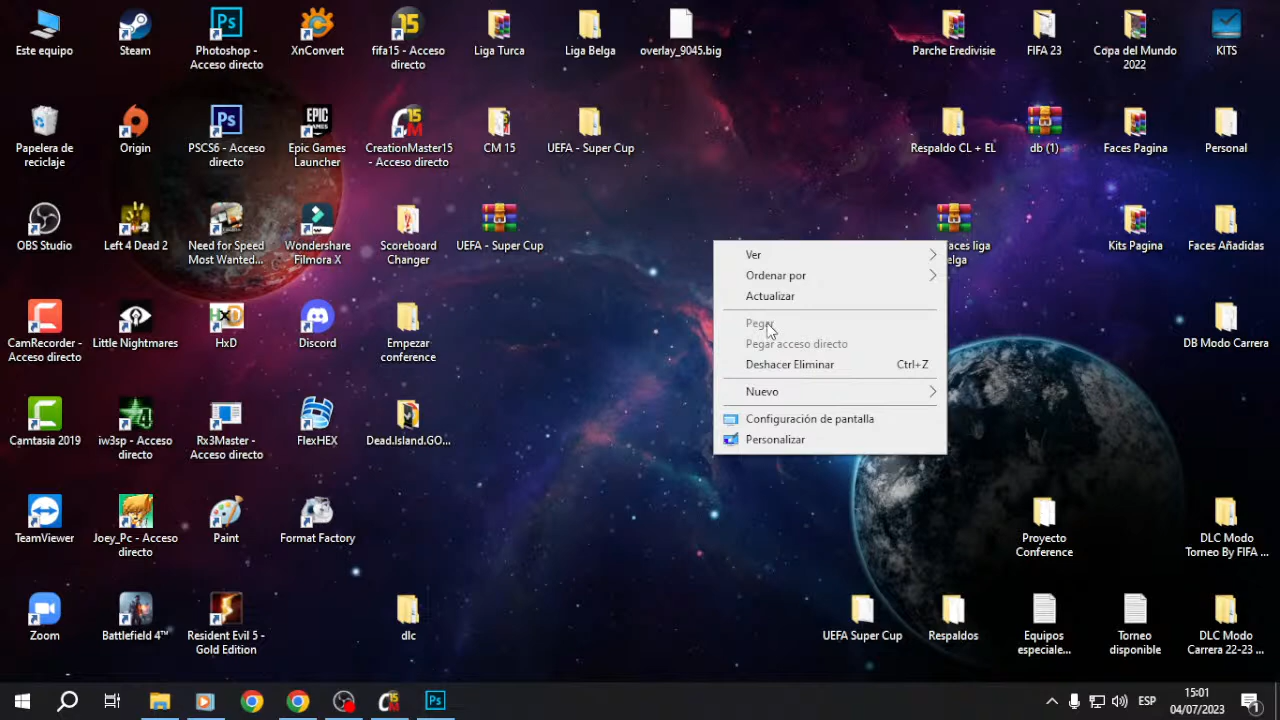 Este equipo
Steam
Photoshop -
Acceso directo
XnConvert
fifa15 - Acceso
directo
Liga Turca
Liga Belga
overlay_9045.big
Parche Eredivisie
FIFA 23
Copa del Mundo
2022
KITS
Papelera de
reciclaje
Origin
PSCS6 - Acceso
directo
Epic Games
Launcher
CreationMaster15
- Acceso directo
CM 15
UEFA - Super Cup
Respaldo CL + EL
db (1)
Faces Pagina
Personal
OBS Studio
Left 4 Dead 2
Need for Speed
Most Wanted...
Wondershare
Filmora X
Scoreboard
Changer
UEFA - Super Cup
aces liga
elga
Kits Pagina
Faces Añadidas
Ver
Ordenar por
Actualizar
Pegar
Pegar acceso directo
Deshacer Eliminar Ctrl+Z
Nuevo
Configuración de pantalla
Personalizar
CamRecorder -
Acceso directo
Little Nightmares
HxD
Discord
Empezar
conference
DB Modo Carrera
Camtasia 2019
iw3sp - Acceso
directo
Rx3Master -
Acceso directo
FlexHEX
Dead.Island.GO...
TeamViewer
Joey_Pc - Acceso
directo
Paint
Format Factory
Proyecto
Conference
DLC Modo
Torneo By FIFA ...
Zoom
Battlefield 4™
Resident Evil 5 -
Gold Edition
dlc
UEFA Super Cup
Respaldos
Equipos
especiale...
Torneo
disponible
DLC Modo
Carrera 22-23 ...
ESP
15:01
04/07/2023